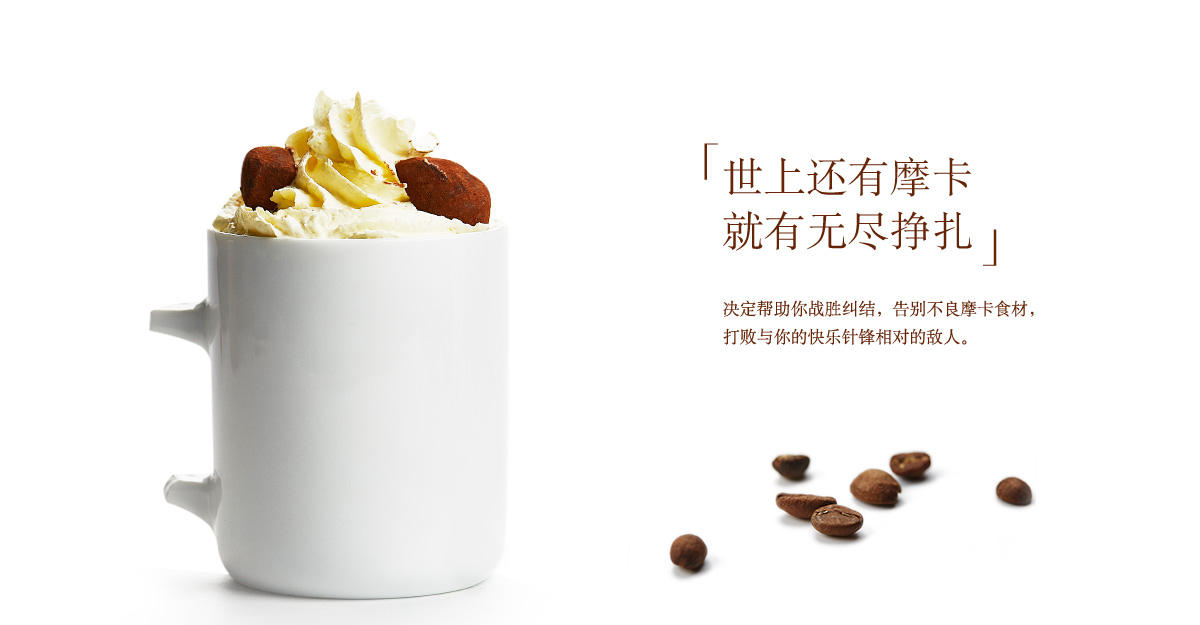 「世上还有摩卡
就有无尽挣扎」
决定帮助你战胜纠结，告别不良摩卡食材，
打败与你的快乐针锋相对的敌人。